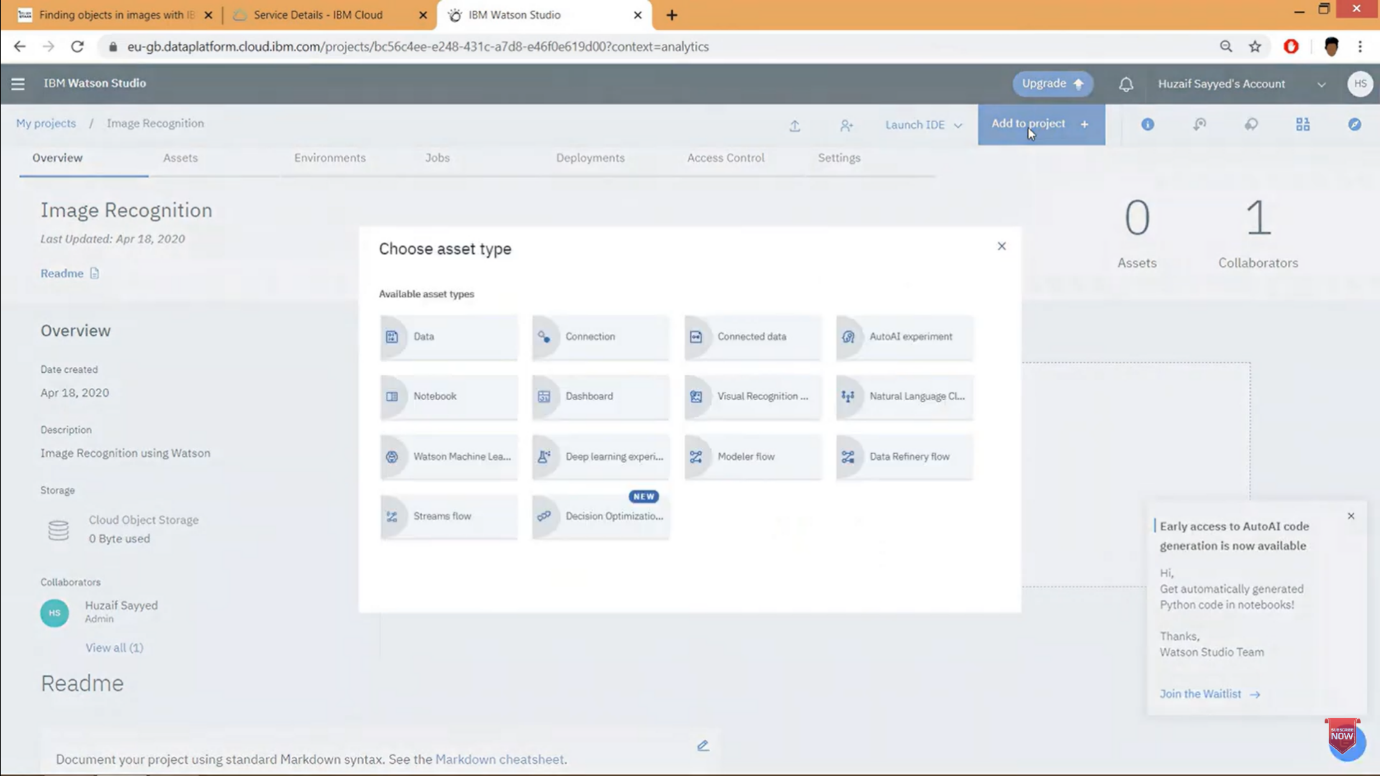 Finding objects in images with IB
Service Details - IBM Cloud
IBM Watson Studio
eu-gb.dataplatform.cloud.ibm.com/projects/bc56c4ee-e248-431c-a7d8-e46f0e619d00?context=analytics
IBM Watson Studio
Upgrade
Huzaif Sayyed's Account
HS
My projects / Image Recognition
Launch IDE
Add to project +
Overview
Assets
Environments
Jobs
Deployments
Access Control
Settings
Image Recognition
Last Updated: Apr 18, 2020
Readme
0
Assets
1
Collaborators
Choose asset type
Available asset types
Data
Connection
Connected data
AutoAI experiment
Notebook
Dashboard
Visual Recognition ...
Natural Language Cl...
Watson Machine Lea...
Deep learning experi...
Modeler flow
Data Refinery flow
Streams flow
NEW
Decision Optimizatio...
Overview
Date created
Apr 18, 2020
Description
Image Recognition using Watson
Storage
Cloud Object Storage
0 Byte used
Collaborators
HS
Huzaif Sayyed
Admin
View all (1)
Readme
Document your project using standard Markdown syntax. See the Markdown cheatsheet.
Early access to AutoAI code
generation is now available
Hi,
Get automatically generated
Python code in notebooks!
Thanks,
Watson Studio Team
Join the Waitlist
NOW